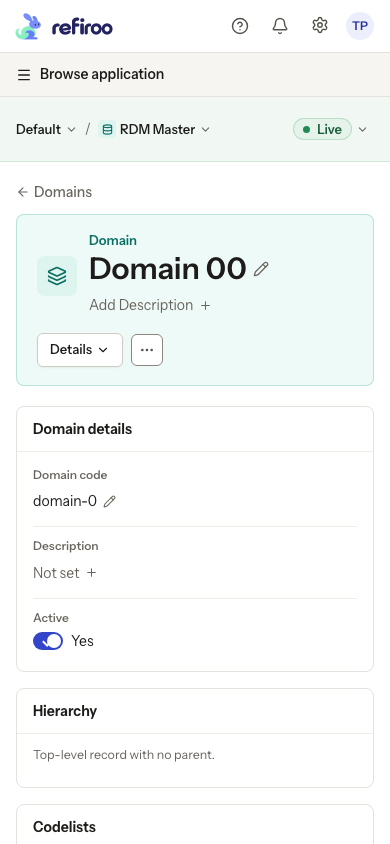 refiroo
TP
Browse application
Default / RDM Master Live
Domains
Domain
Domain 00
Add Description
Details
Domain details
Domain code
domain-0
Description
Not set
Active
Yes
Hierarchy
Top-level record with no parent.
Codelists